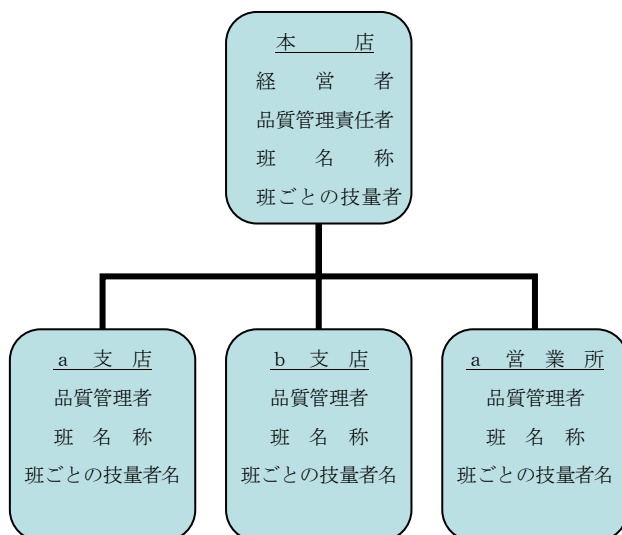 本　　店
経　営　者
品質管理責任者
班　名　称
班ごとの技量者
a 支 店
品質管理者
班 名 称
班ごとの技量者名
b 支 店
品質管理者
班 名 称
班ごとの技量者名
a 営 業 所
品質管理者
班 名 称
班ごとの技量者名